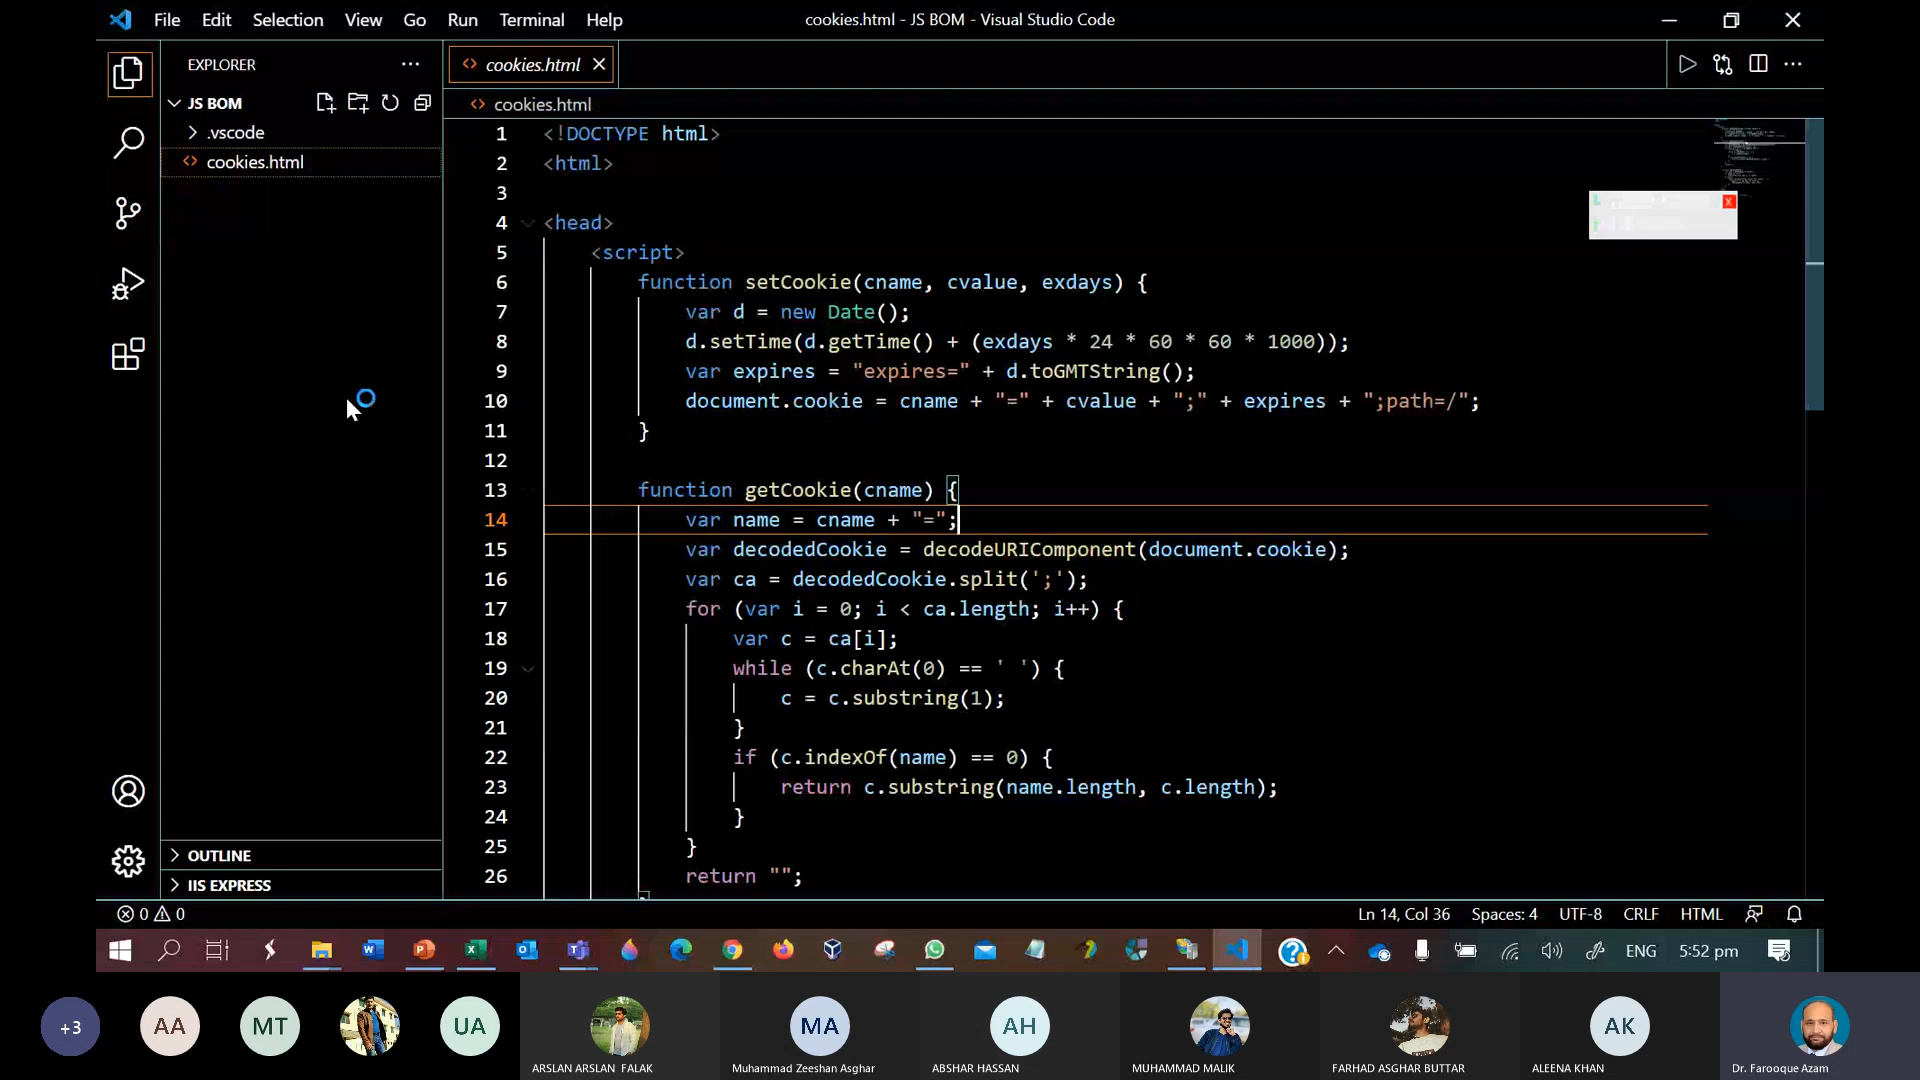 File Edit Selection View Go Run Terminal Help
cookies.html - JS BOM - Visual Studio Code
EXPLORER
JS BOM
.vscode
cookies.html
OUTLINE
IIS EXPRESS
cookies.html
cookies.html
1 <!DOCTYPE html>
2 <html>
3
4 <head>
5 <script>
6 function setCookie(cname, cvalue, exdays) {
7 var d = new Date();
8 d.setTime(d.getTime() + (exdays * 24 * 60 * 60 * 1000));
9 var expires = "expires=" + d.toGMTString();
10 document.cookie = cname + "=" + cvalue + ";" + expires + ";path=/";
11 }
12
13 function getCookie(cname) {
14 var name = cname + "=";
15 var decodedCookie = decodeURIComponent(document.cookie);
16 var ca = decodedCookie.split(';');
17 for (var i = 0; i < ca.length; i++) {
18 var c = ca[i];
19 while (c.charAt(0) == ' ') {
20 c = c.substring(1);
21 }
22 if (c.indexOf(name) == 0) {
23 return c.substring(name.length, c.length);
24 }
25 }
26 return "";
0 0
Ln 14, Col 36 Spaces: 4 UTF-8 CRLF HTML
ENG 5:52 pm
+3 AA MT UA MA AH AK
ARSLAN ARSLAN FALAK
Muhammad Zeeshan Asghar
ABSHAR HASSAN
MUHAMMAD MALIK
FARHAD ASGHAR BUTTAR
ALEENA KHAN
Dr. Farooque Azam